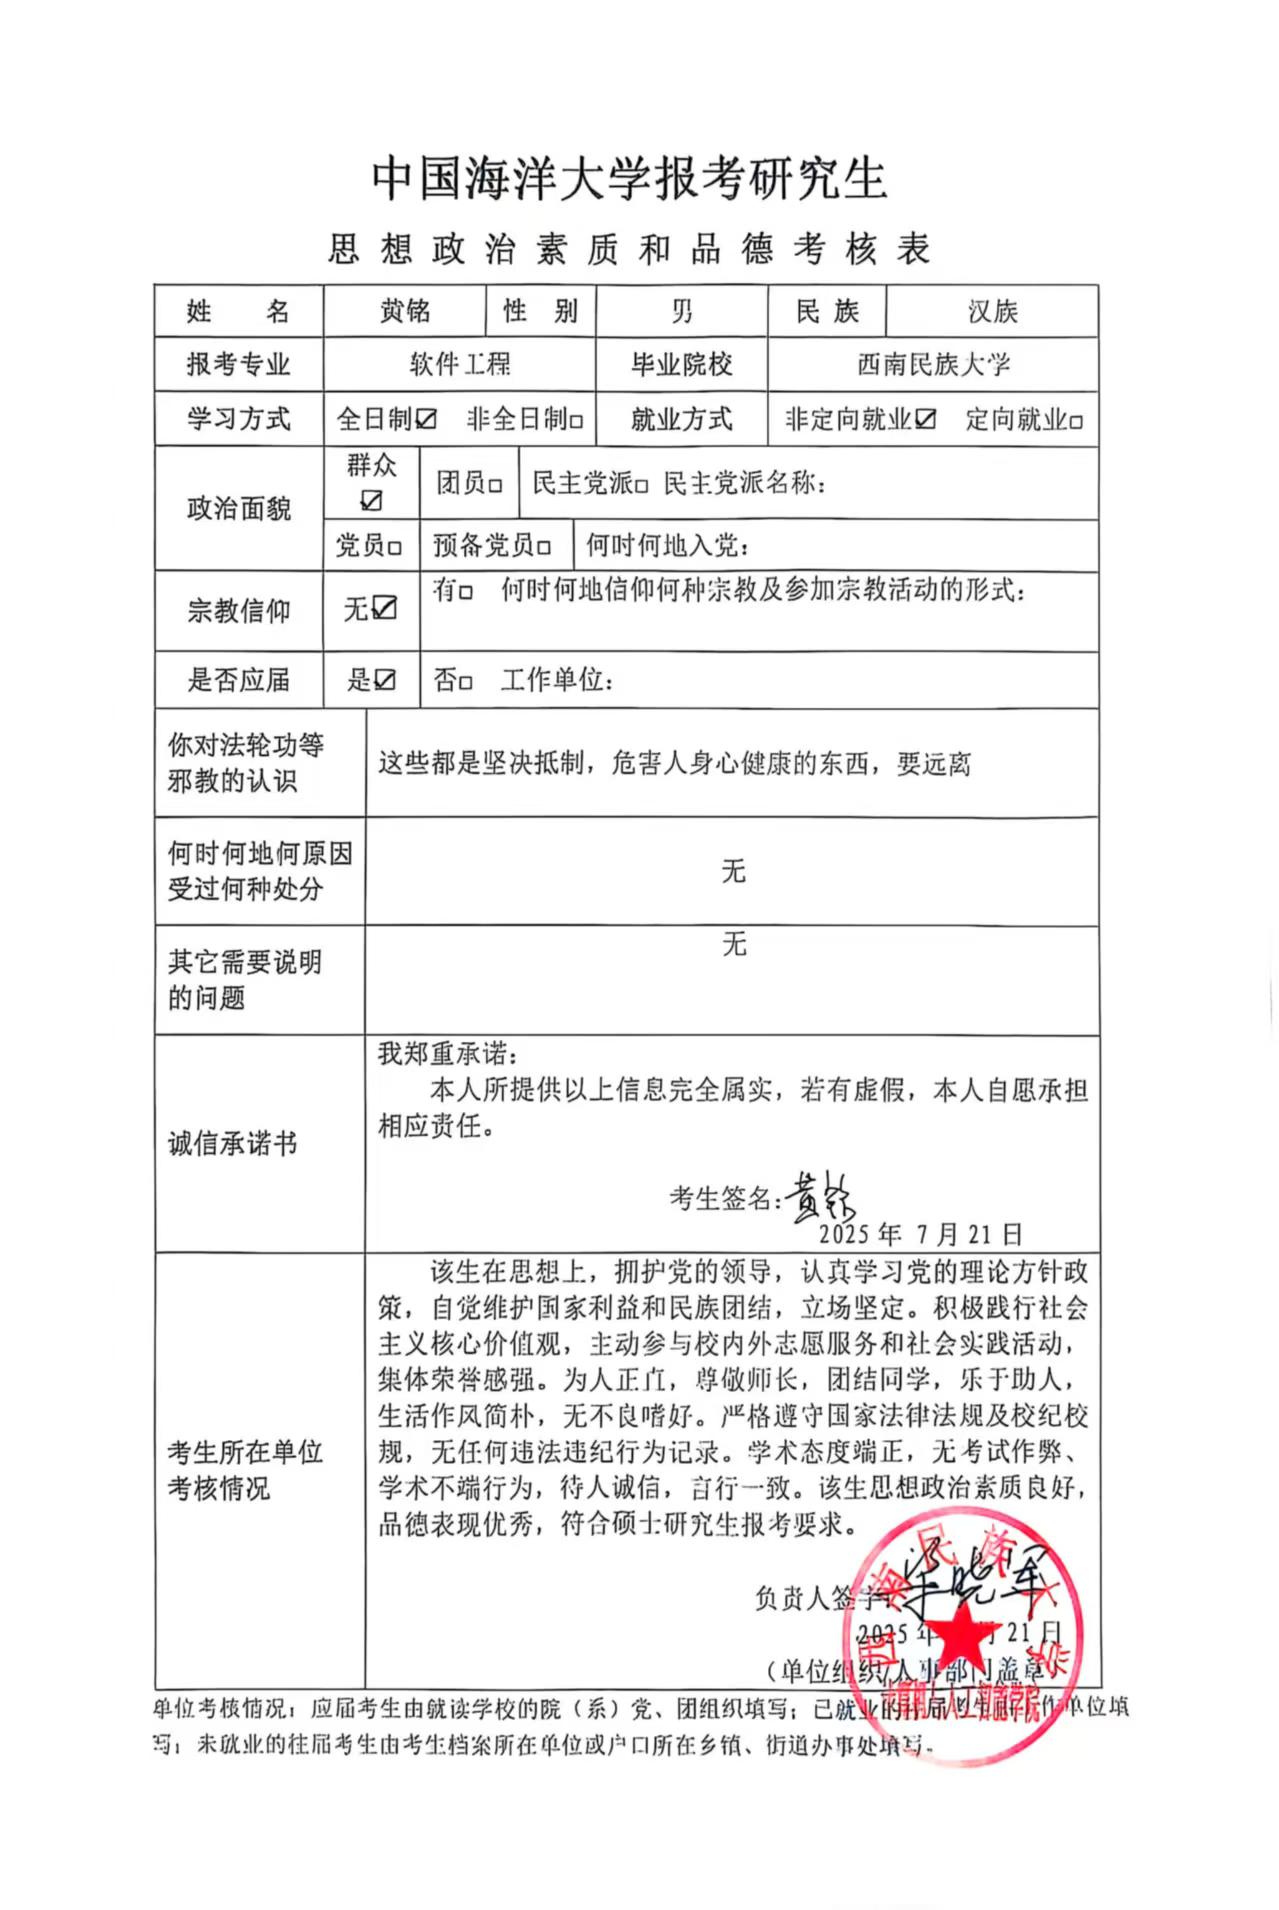 中国海洋大学报考研究生
思想政治素质和品德考核表
姓 名 黄铭 性 别 男 民 族 汉族
报考专业 软件工程 毕业院校 西南民族大学
学习方式 全日制☑ 非全日制□ 就业方式 非定向就业☑ 定向就业□
政治面貌
群众
☑
团员□ 民主党派□ 民主党派名称：
党员□ 预备党员□ 何时何地入党：
宗教信仰 无☑ 有□ 何时何地信仰何种宗教及参加宗教活动的形式：
是否应届 是☑ 否□ 工作单位：
你对法轮功等
邪教的认识
这些都是坚决抵制，危害人身心健康的东西，要远离
何时何地何原因
受过何种处分
无
其它需要说明
的问题
无
诚信承诺书
我郑重承诺：
本人所提供以上信息完全属实，若有虚假，本人自愿承担
相应责任。
考生签名：黄铭
2025 年 7 月 21 日
考生所在单位
考核情况
该生在思想上，拥护党的领导，认真学习党的理论方针政
策，自觉维护国家利益和民族团结，立场坚定。积极践行社会
主义核心价值观，主动参与校内外志愿服务和社会实践活动，
集体荣誉感强。为人正直，尊敬师长，团结同学，乐于助人，
生活作风简朴，无不良嗜好。严格遵守国家法律法规及校纪校
规，无任何违法违纪行为记录。学术态度端正，无考试作弊、
学术不端行为，待人诚信，言行一致。该生思想政治素质良好，
品德表现优秀，符合硕士研究生报考要求。
负责人签字：梁晓军
2025 年 月 21 日
（单位组织/人事部门盖章）
西南民族大学
计算机与人工智能学院
单位考核情况：应届考生由就读学校的院（系）党、团组织填写；已就业的往届考生由工作单位填
写；未就业的往届考生由考生档案所在单位或户口所在乡镇、街道办事处填写。